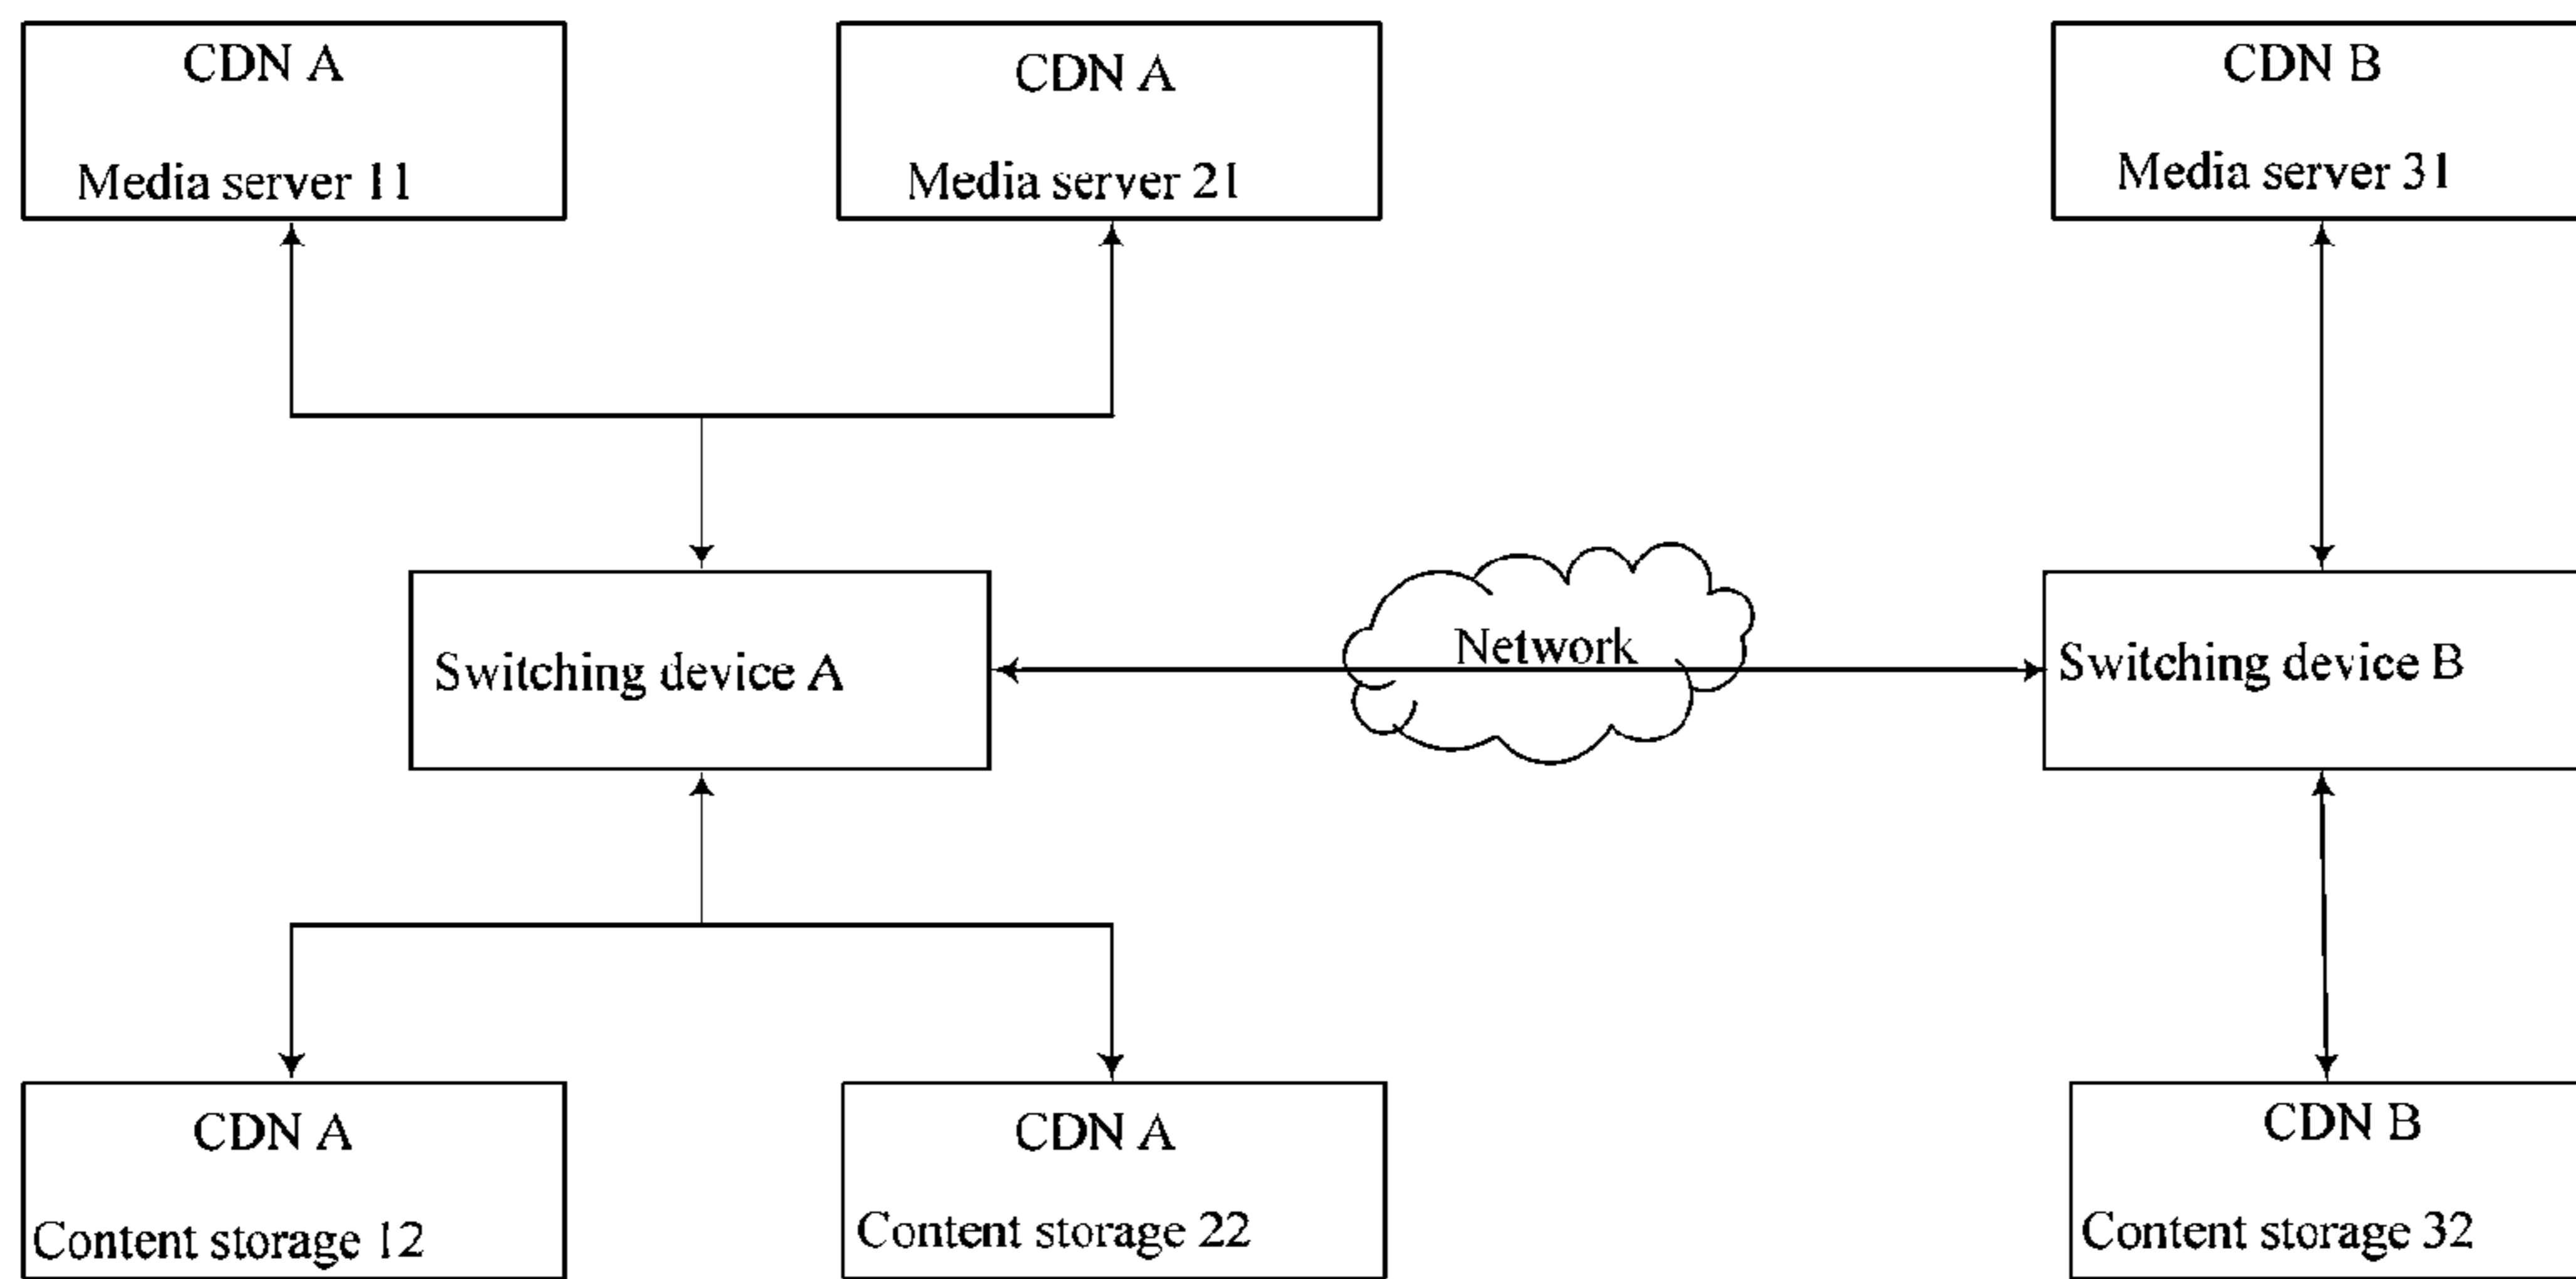 CDN A
Media server 11
CDN A
Media server 21
CDN B
Media server 31
Switching device A
Network
Switching device B
CDN A
Content storage 12
CDN A
Content storage 22
CDN B
Content storage 32